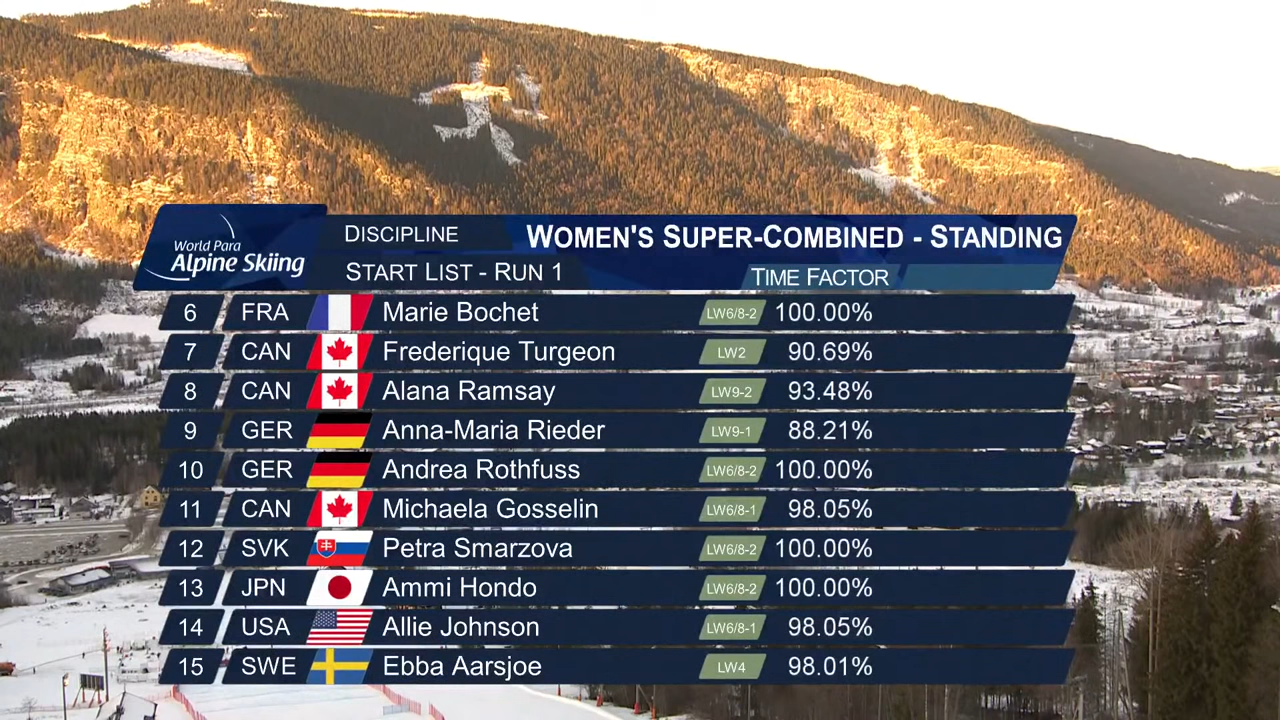 World Para
Alpine Skiing
DISCIPLINE WOMEN'S SUPER-COMBINED - STANDING
START LIST - RUN 1 TIME FACTOR
6 FRA Marie Bochet LW6/8-2 100.00%
7 CAN Frederique Turgeon LW2 90.69%
8 CAN Alana Ramsay LW9-2 93.48%
9 GER Anna-Maria Rieder LW9-1 88.21%
10 GER Andrea Rothfuss LW6/8-2 100.00%
11 CAN Michaela Gosselin LW6/8-1 98.05%
12 SVK Petra Smarzova LW6/8-2 100.00%
13 JPN Ammi Hondo LW6/8-2 100.00%
14 USA Allie Johnson LW6/8-1 98.05%
15 SWE Ebba Aarsjoe LW4 98.01%